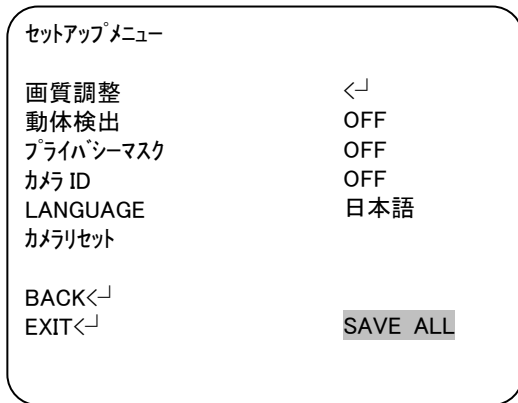 ｾｯﾄｱｯﾌﾟﾒﾆｭｰ
画質調整 <┘
動体検出 OFF
ﾌﾟﾗｲﾊﾞｼｰﾏｽｸ OFF
ｶﾒﾗ ID OFF
LANGUAGE 日本語
ｶﾒﾗﾘｾｯﾄ
BACK<┘
EXIT<┘ SAVE ALL